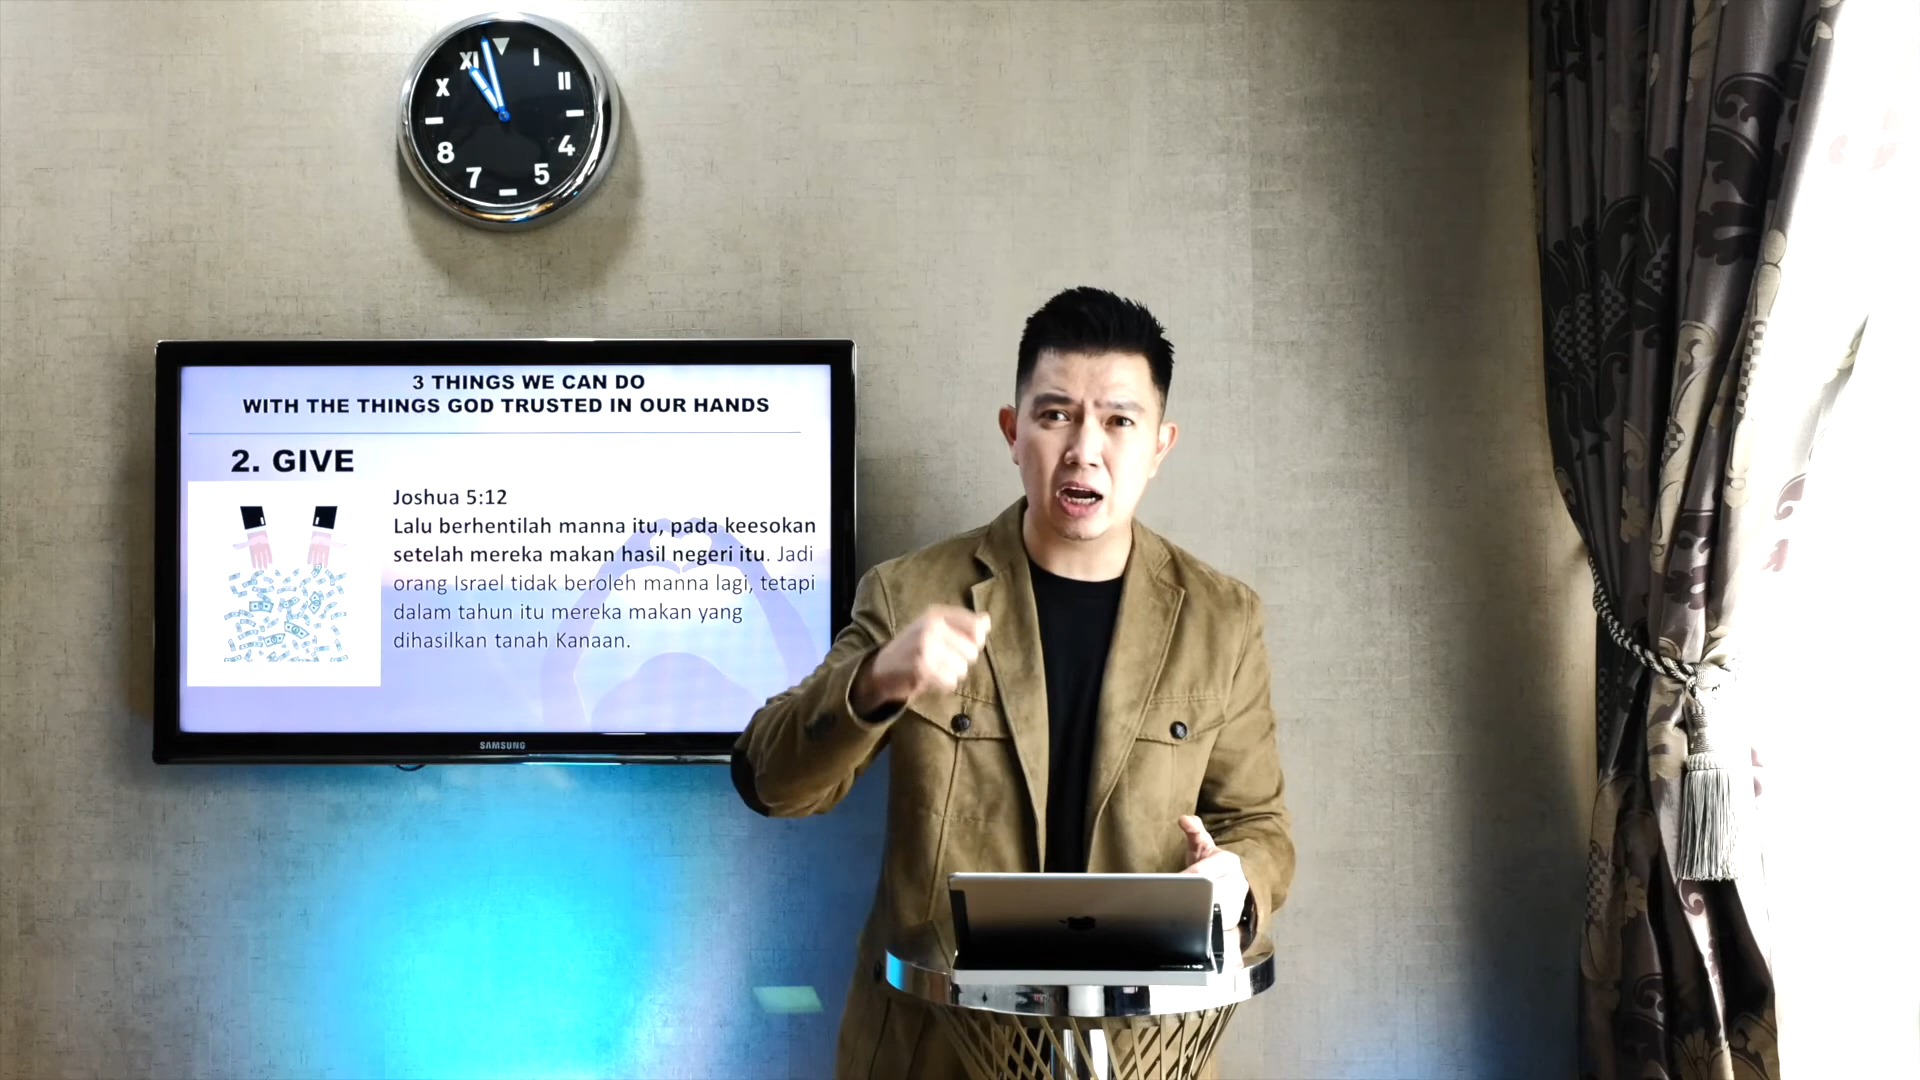 XI
I
X
II
8
4
7
5
3 THINGS WE CAN DO
WITH THE THINGS GOD TRUSTED IN OUR HANDS
2. GIVE
Joshua 5:12
Lalu berhentilah manna itu, pada keesokan
setelah mereka makan hasil negeri itu. Jadi
orang Israel tidak beroleh manna lagi, tetapi
dalam tahun itu mereka makan yang
dihasilkan tanah Kanaan.
SAMSUNG